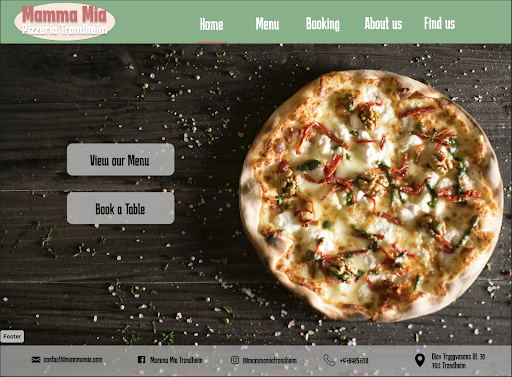 Mamma Mia
Pizzeria Trondheim
Home Menu Booking About us Find us
View our Menu
Book a Table
Footer
contact@mammamia.com Mamma Mia Trondheim @mammamiatrondheim Olav Tryggvasons Gt. 30
7011 Trondheim